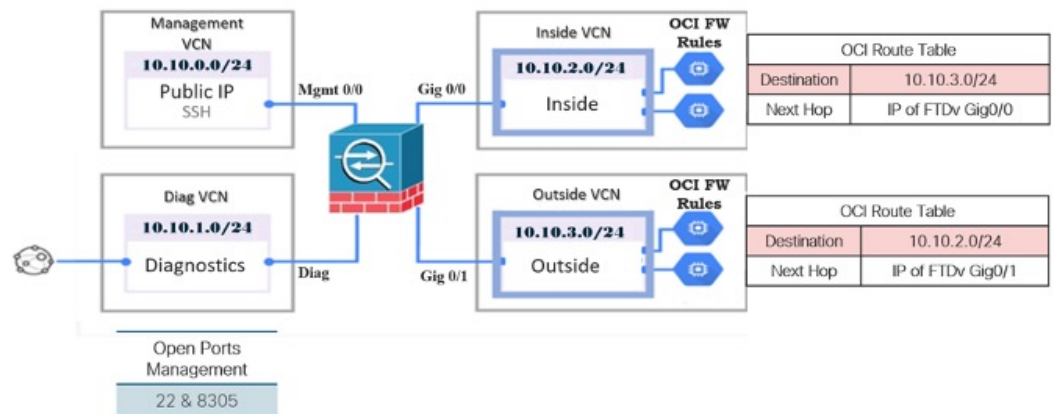 Management
VCN
10.10.0.0/24
Public IP
SSH
Mgmt 0/0
Gig 0/0
Inside VCN
10.10.2.0/24
Inside
OCI FW
Rules
OCI Route Table
Destination 10.10.3.0/24
Next Hop IP of FTDv Gig0/0
Diag VCN
10.10.1.0/24
Diagnostics
Diag
Gig 0/1
Outside VCN
10.10.3.0/24
Outside
OCI FW
Rules
OCI Route Table
Destination 10.10.2.0/24
Next Hop IP of FTDv Gig0/1
Open Ports
Management
22 & 8305